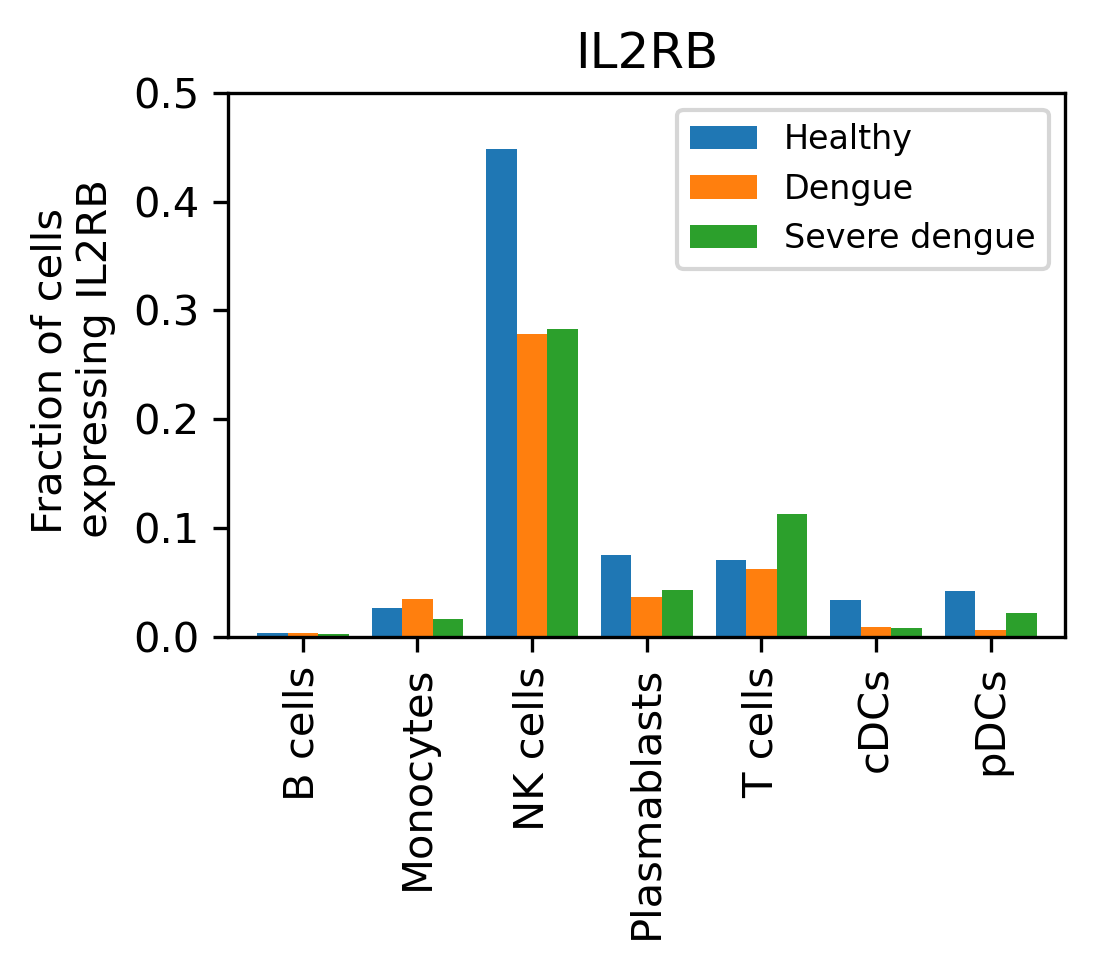 IL2RB
Fraction of cells
expressing IL2RB
0.5
0.4
0.3
0.2
0.1
0.0
Healthy
Dengue
Severe dengue
B cells
Monocytes
NK cells
Plasmablasts
T cells
cDCs
pDCs